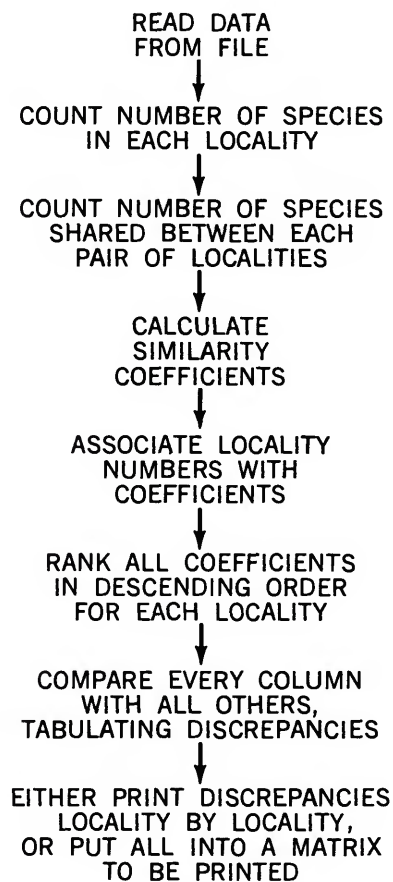 READ DATA
FROM FILE
COUNT NUMBER OF SPECIES
IN EACH LOCALITY
COUNT NUMBER OF SPECIES
SHARED BETWEEN EACH
PAIR OF LOCALITIES
CALCULATE
SIMILARITY
COEFFICIENTS
ASSOCIATE LOCALITY
NUMBERS WITH
COEFFICIENTS
RANK ALL COEFFICIENTS
IN DESCENDING ORDER
FOR EACH LOCALITY
COMPARE EVERY COLUMN
WITH ALL OTHERS,
TABULATING DISCREPANCIES
EITHER PRINT DISCREPANCIES
LOCALITY BY LOCALITY,
OR PUT ALL INTO A MATRIX
TO BE PRINTED